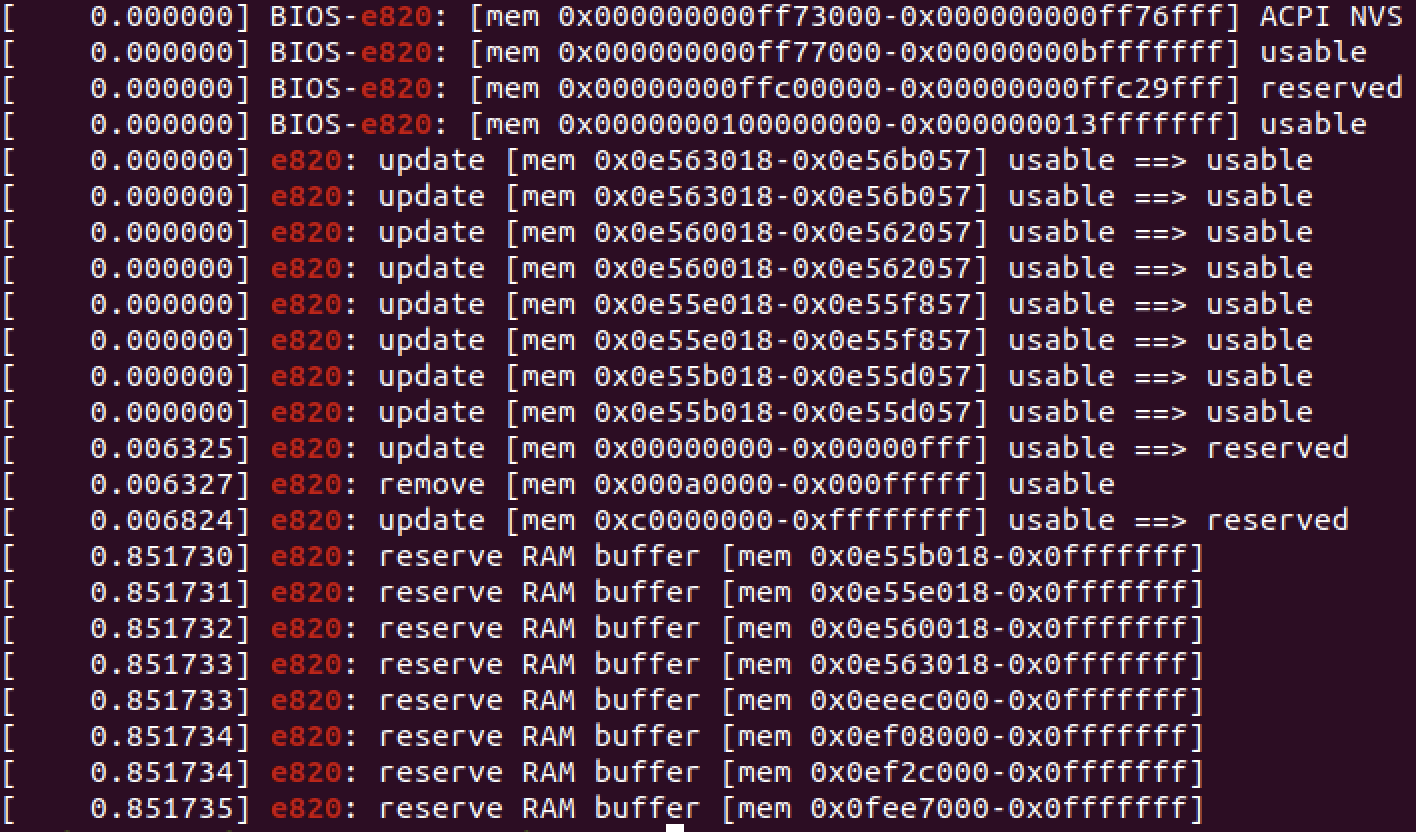 [    0.000000] BIOS-e820: [mem 0x000000000ff73000-0x000000000ff76fff] ACPI NVS
[    0.000000] BIOS-e820: [mem 0x000000000ff77000-0x00000000bfffffff] usable
[    0.000000] BIOS-e820: [mem 0x00000000ffc00000-0x00000000ffc29fff] reserved
[    0.000000] BIOS-e820: [mem 0x0000000100000000-0x000000013fffffff] usable
[    0.000000] e820: update [mem 0x0e563018-0x0e56b057] usable ==> usable
[    0.000000] e820: update [mem 0x0e563018-0x0e56b057] usable ==> usable
[    0.000000] e820: update [mem 0x0e560018-0x0e562057] usable ==> usable
[    0.000000] e820: update [mem 0x0e560018-0x0e562057] usable ==> usable
[    0.000000] e820: update [mem 0x0e55e018-0x0e55f857] usable ==> usable
[    0.000000] e820: update [mem 0x0e55e018-0x0e55f857] usable ==> usable
[    0.000000] e820: update [mem 0x0e55b018-0x0e55d057] usable ==> usable
[    0.000000] e820: update [mem 0x0e55b018-0x0e55d057] usable ==> usable
[    0.006325] e820: update [mem 0x00000000-0x00000fff] usable ==> reserved
[    0.006327] e820: remove [mem 0x000a0000-0x000fffff] usable
[    0.006824] e820: update [mem 0xc0000000-0xffffffff] usable ==> reserved
[    0.851730] e820: reserve RAM buffer [mem 0x0e55b018-0x0fffffff]
[    0.851731] e820: reserve RAM buffer [mem 0x0e55e018-0x0fffffff]
[    0.851732] e820: reserve RAM buffer [mem 0x0e560018-0x0fffffff]
[    0.851733] e820: reserve RAM buffer [mem 0x0e563018-0x0fffffff]
[    0.851733] e820: reserve RAM buffer [mem 0x0eeec000-0x0fffffff]
[    0.851734] e820: reserve RAM buffer [mem 0x0ef08000-0x0fffffff]
[    0.851734] e820: reserve RAM buffer [mem 0x0ef2c000-0x0fffffff]
[    0.851735] e820: reserve RAM buffer [mem 0x0fee7000-0x0fffffff]